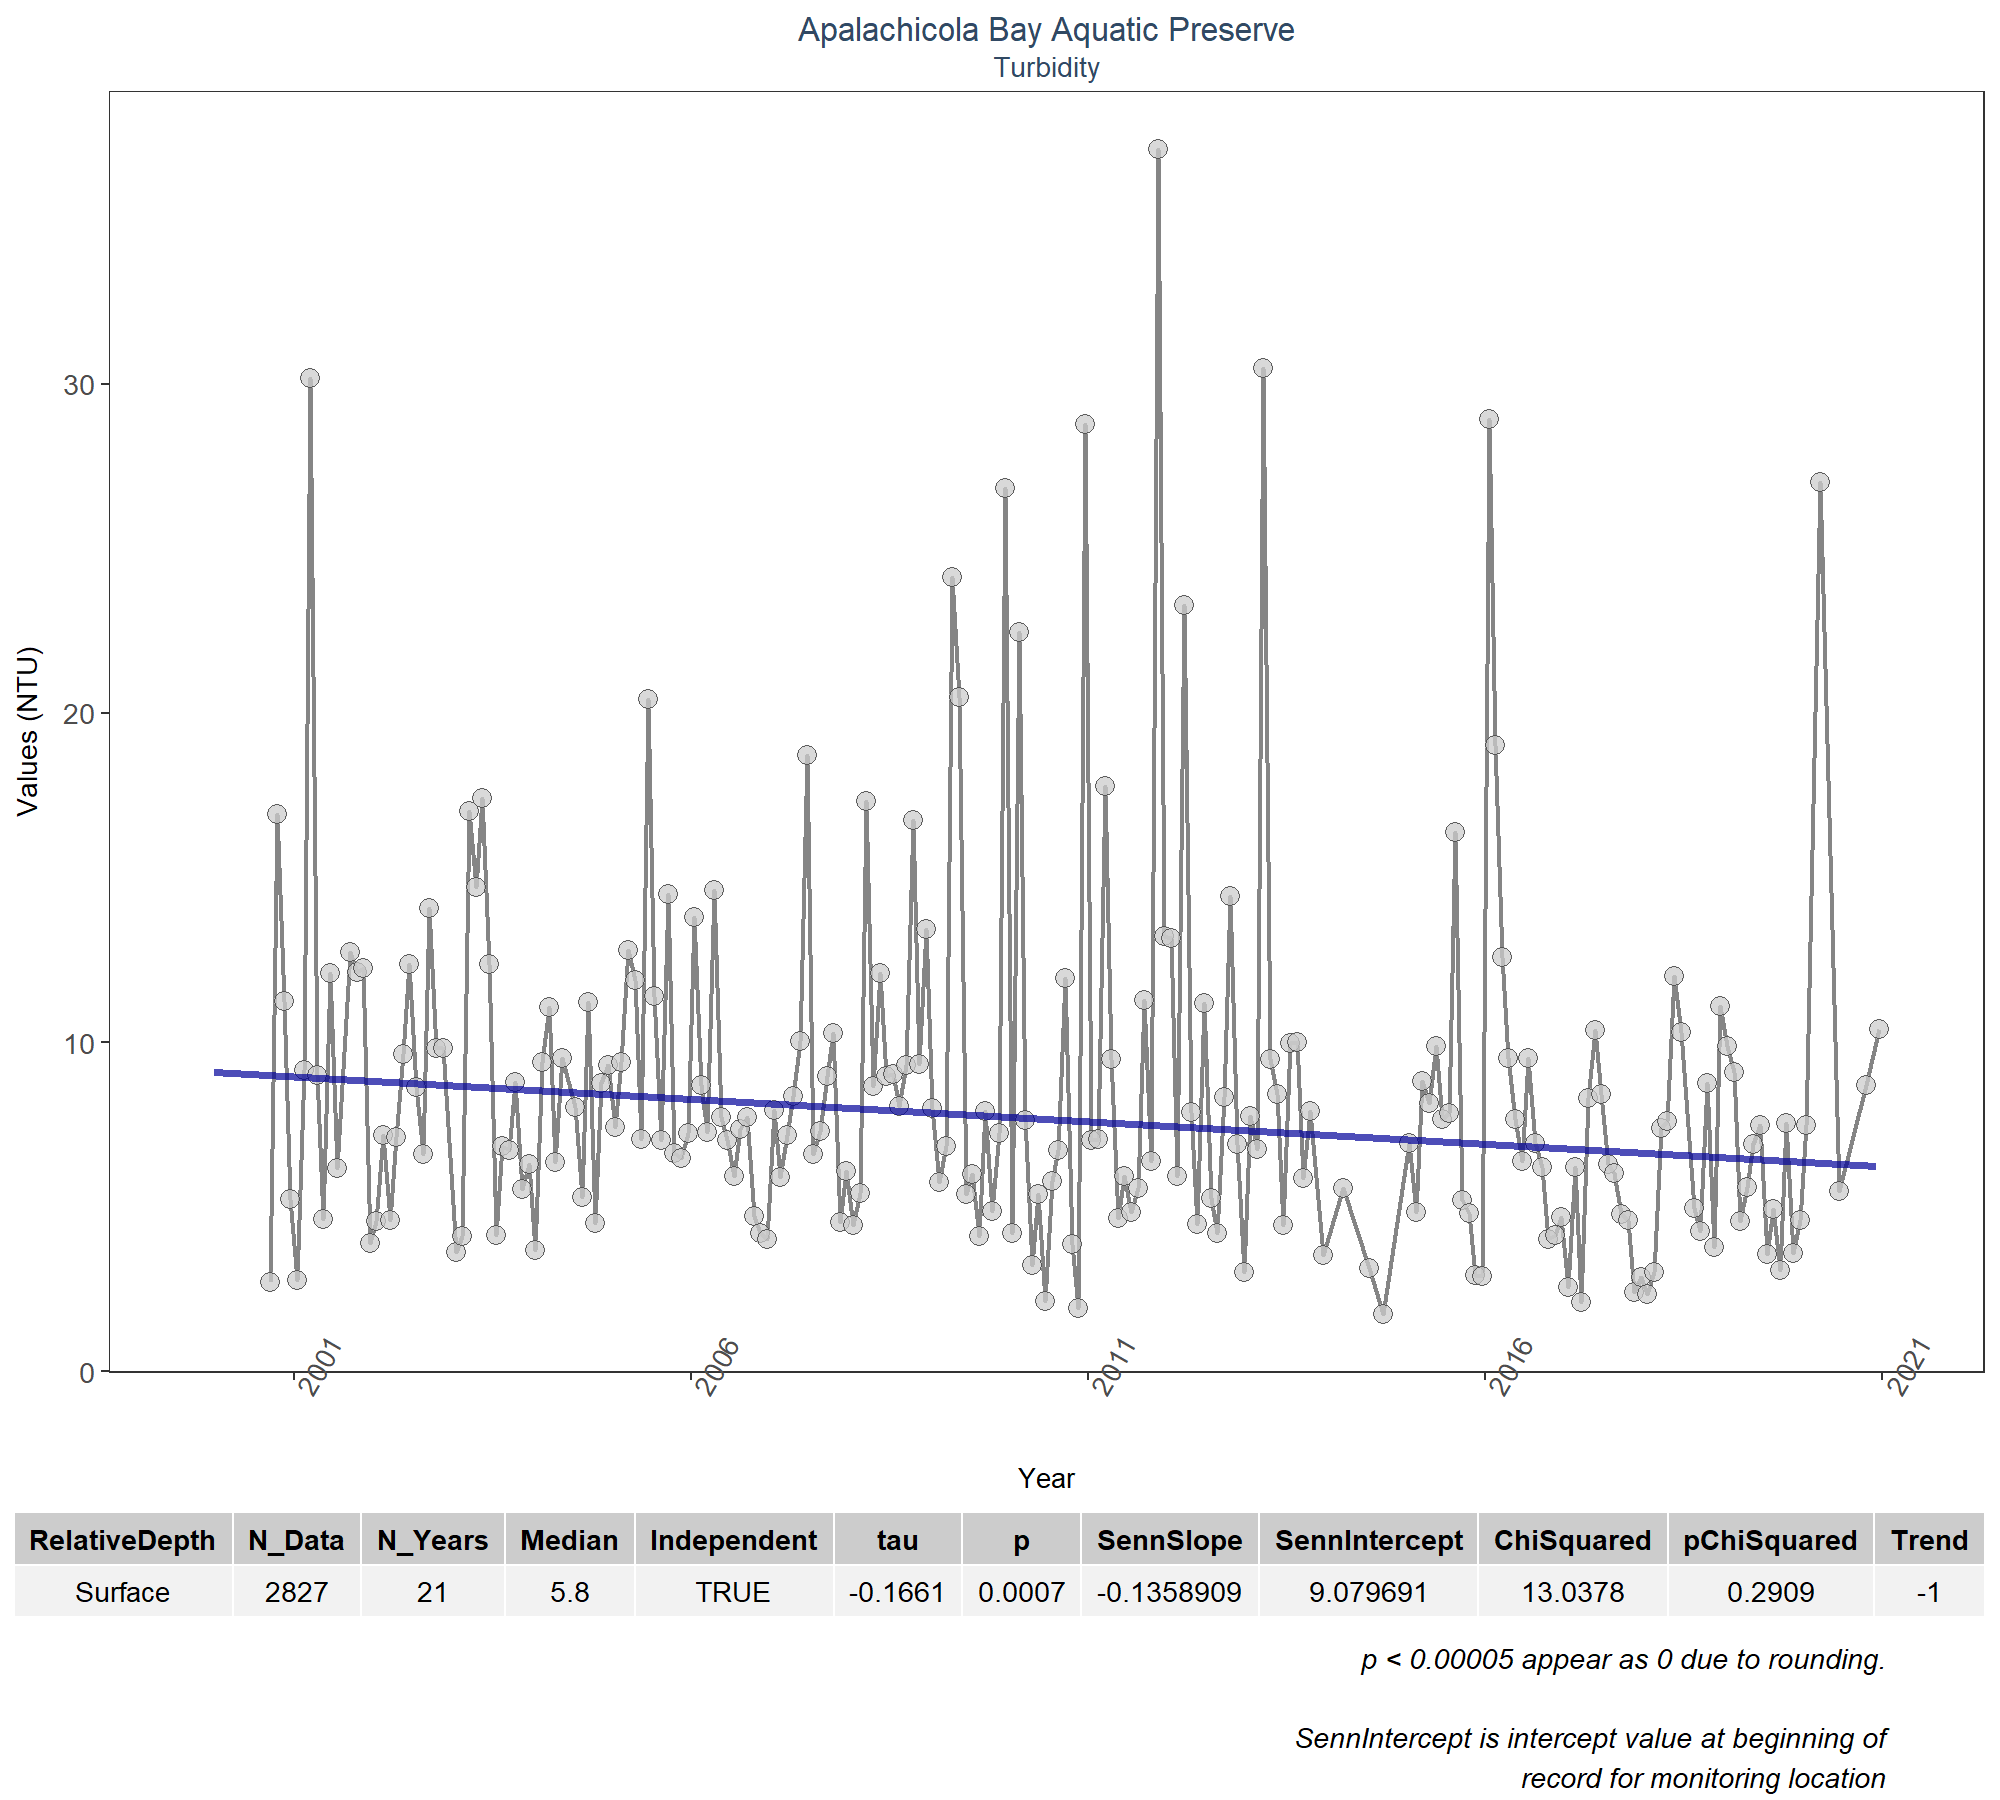 Apalachicola Bay Aquatic Preserve
Turbidity
Values (NTU)
30
20
10
0
2001
2006
2011
2016
2021
Year
RelativeDepth N_Data N_Years Median Independent tau p SennSlope SennIntercept ChiSquared pChiSquared Trend
Surface 2827 21 5.8 TRUE -0.1661 0.0007 -0.1358909 9.079691 13.0378 0.2909 -1
p < 0.00005 appear as 0 due to rounding.
SennIntercept is intercept value at beginning of
record for monitoring location